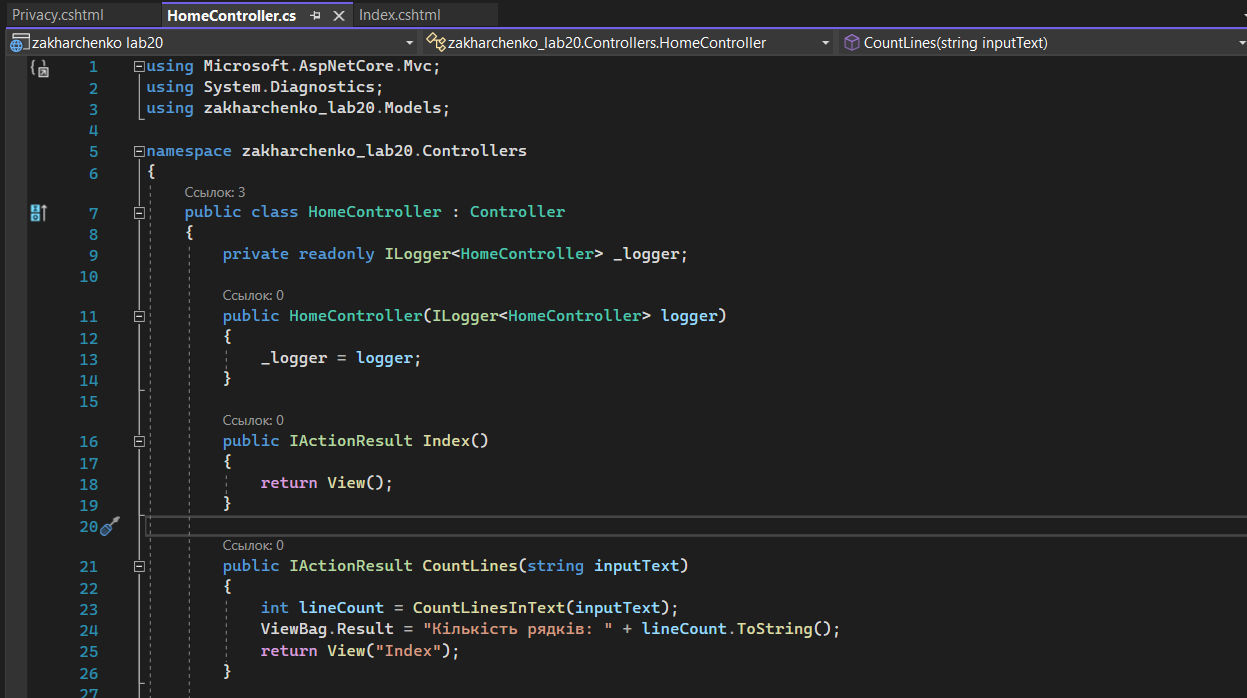 Privacy.cshtml HomeController.cs Index.cshtml
zakharchenko lab20 zakharchenko_lab20.Controllers.HomeController CountLines(string inputText)
1 using Microsoft.AspNetCore.Mvc;
2 using System.Diagnostics;
3 using zakharchenko_lab20.Models;
4
5 namespace zakharchenko_lab20.Controllers
6 {
Ссылок: 3
7 public class HomeController : Controller
8 {
9 private readonly ILogger<HomeController> _logger;
10
Ссылок: 0
11 public HomeController(ILogger<HomeController> logger)
12 {
13 _logger = logger;
14 }
15
Ссылок: 0
16 public IActionResult Index()
17 {
18 return View();
19 }
20
Ссылок: 0
21 public IActionResult CountLines(string inputText)
22 {
23 int lineCount = CountLinesInText(inputText);
24 ViewBag.Result = "Кількість рядків: " + lineCount.ToString();
25 return View("Index");
26 }
27